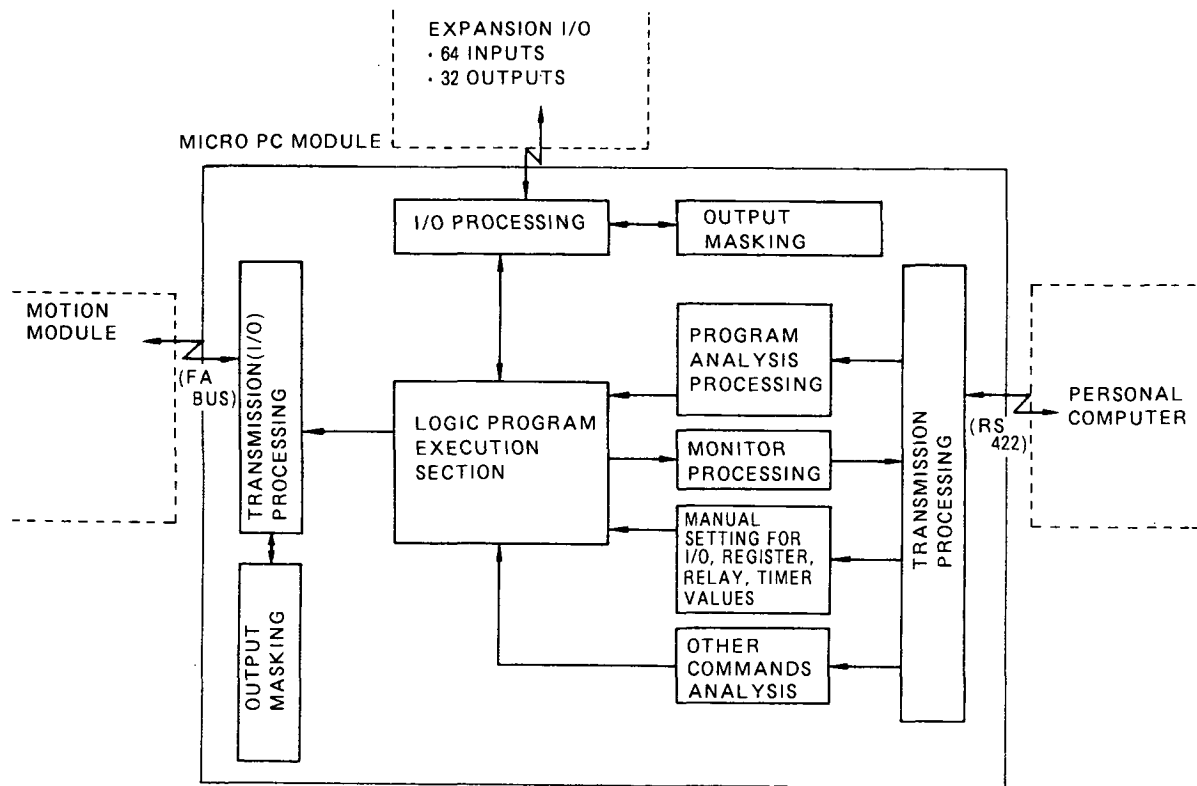 EXPANSION I/O
· 64 INPUTS
· 32 OUTPUTS
MICRO PC MODULE
I/O PROCESSING
OUTPUT
MASKING
MOTION
MODULE
(FA
BUS)
TRANSMISSION(I/O)
PROCESSING
OUTPUT
MASKING
LOGIC PROGRAM
EXECUTION
SECTION
PROGRAM
ANALYSIS
PROCESSING
MONITOR
PROCESSING
MANUAL
SETTING FOR
I/O, REGISTER,
RELAY, TIMER
VALUES
OTHER
COMMANDS
ANALYSIS
TRANSMISSION
PROCESSING
(RS
422)
PERSONAL
COMPUTER